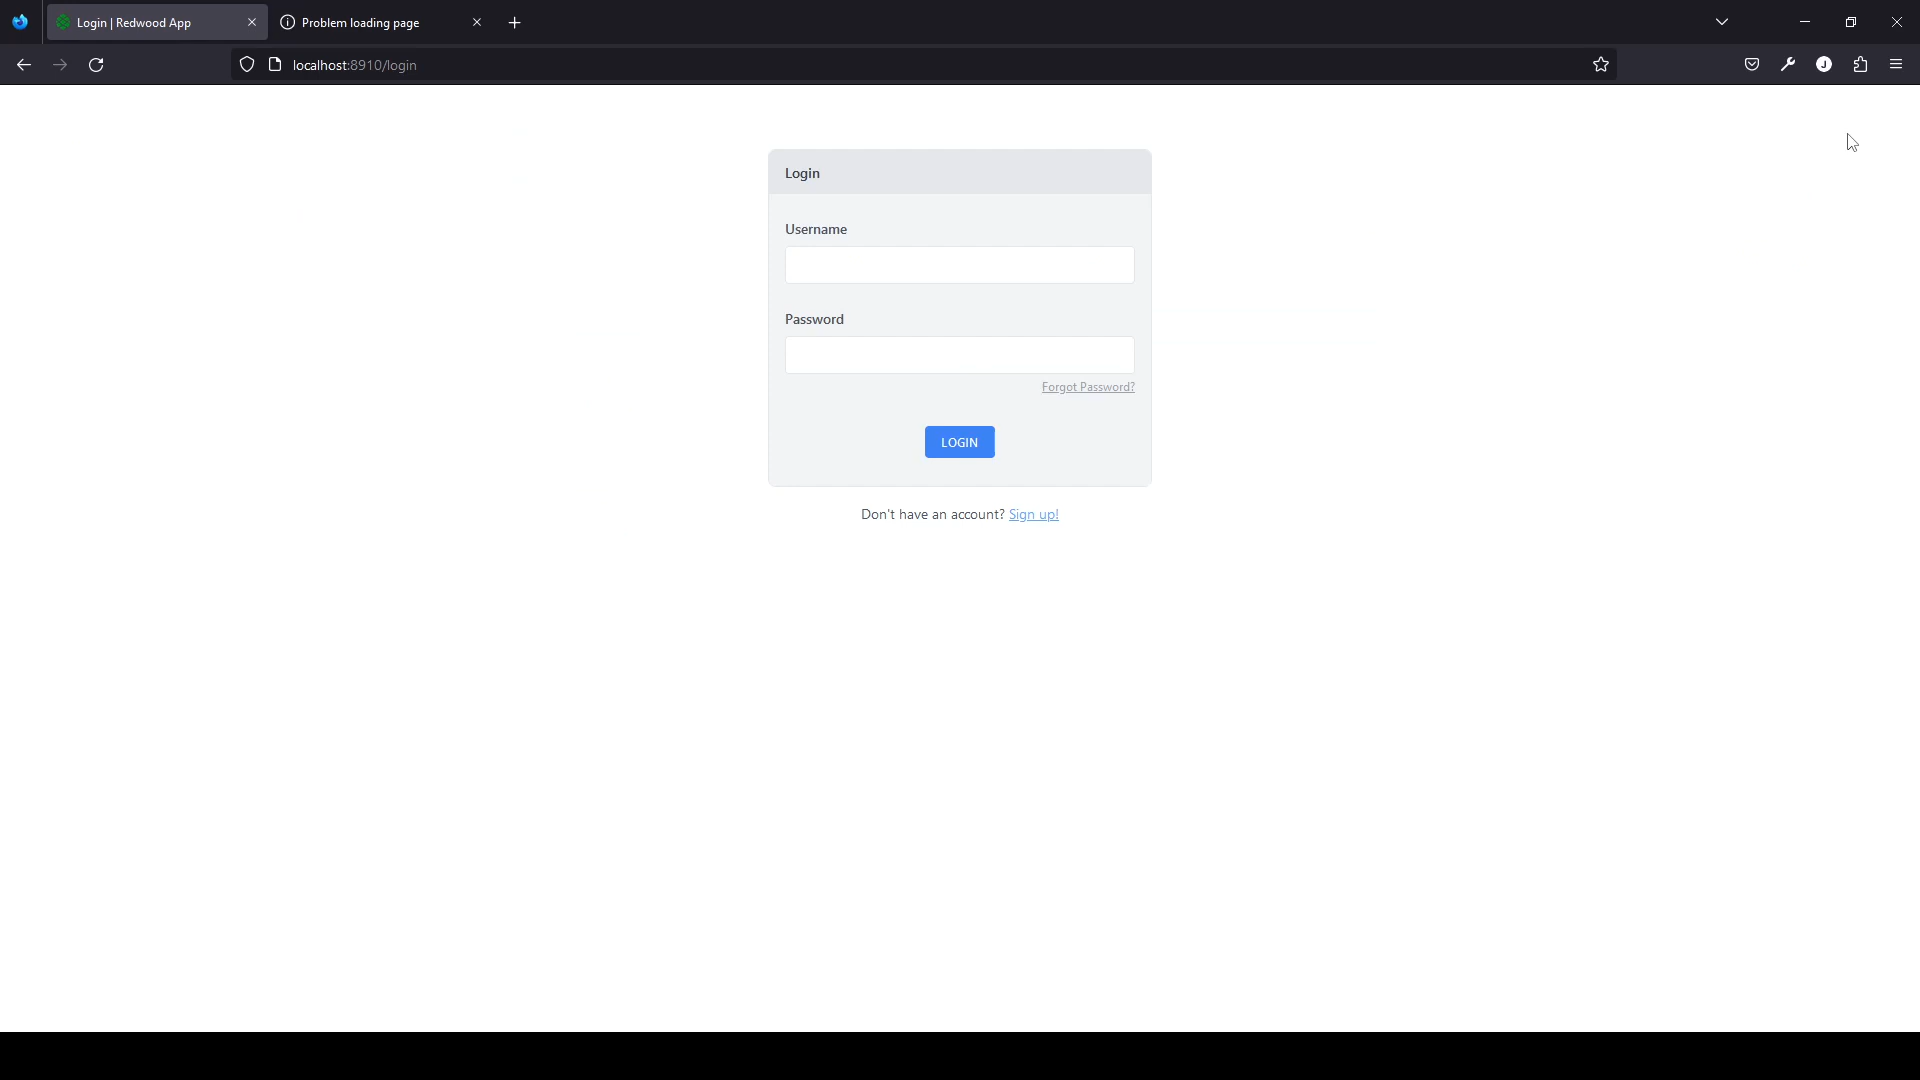 Login | Redwood App
Problem loading page
localhost:8910/login
J
Login
Username
Password
Forgot Password?
LOGIN
Don't have an account? Sign up!